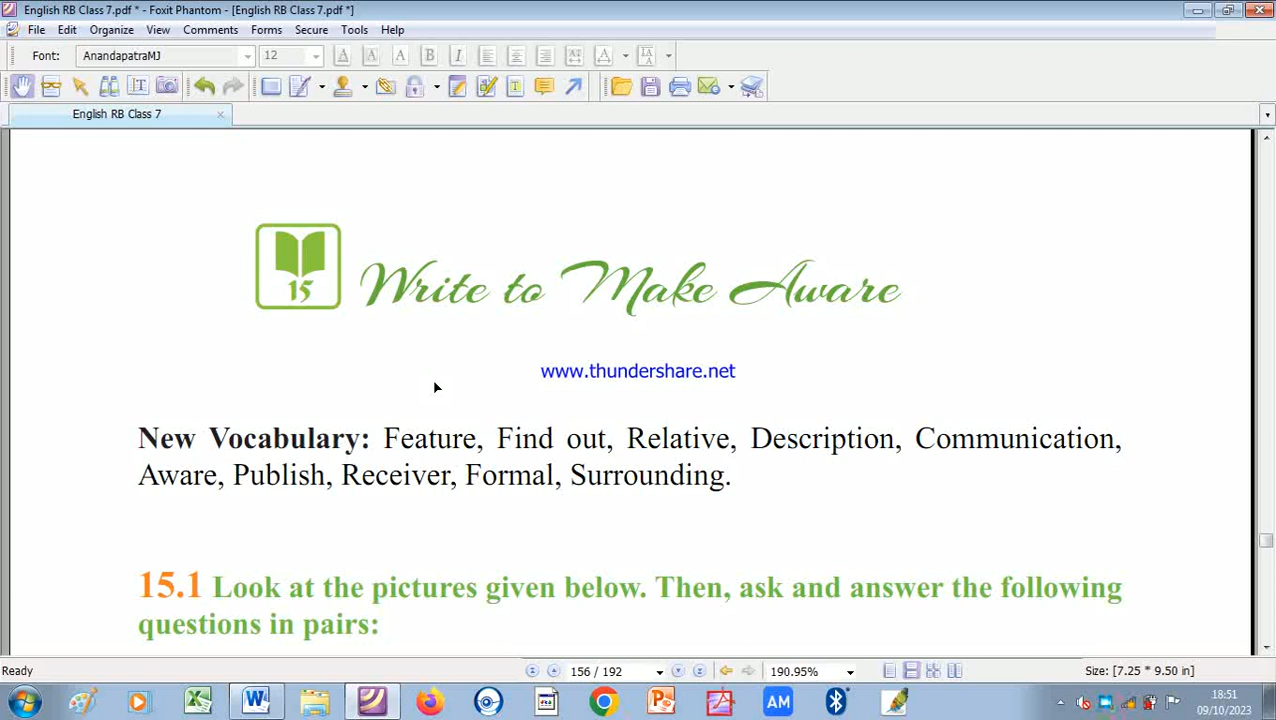 English RB Class 7.pdf * - Foxit Phantom - [English RB Class 7.pdf *]
File Edit Organize View Comments Forms Secure Tools Help
Font: AnandapatraMJ 12
English RB Class 7
15
Write to Make Aware
www.thundershare.net
New Vocabulary: Feature, Find out, Relative, Description, Communication,
Aware, Publish, Receiver, Formal, Surrounding.
15.1 Look at the pictures given below. Then, ask and answer the following
questions in pairs:
Ready 156 / 192 190.95% Size: [7.25 * 9.50 in]
AM
18:51
09/10/2023